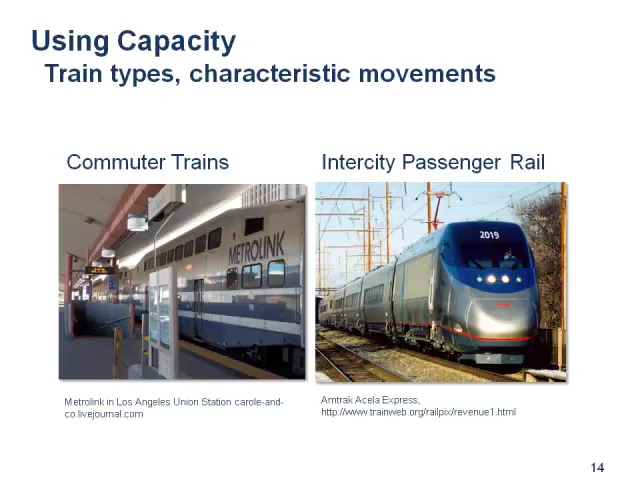 Using Capacity
Train types, characteristic movements
Commuter Trains
Intercity Passenger Rail
METROLINK
2019
Metrolink in Los Angeles Union Station carole-and-
co.livejournal.com
Amtrak Acela Express,
http://www.trainweb.org/railpix/revenue1.html
14